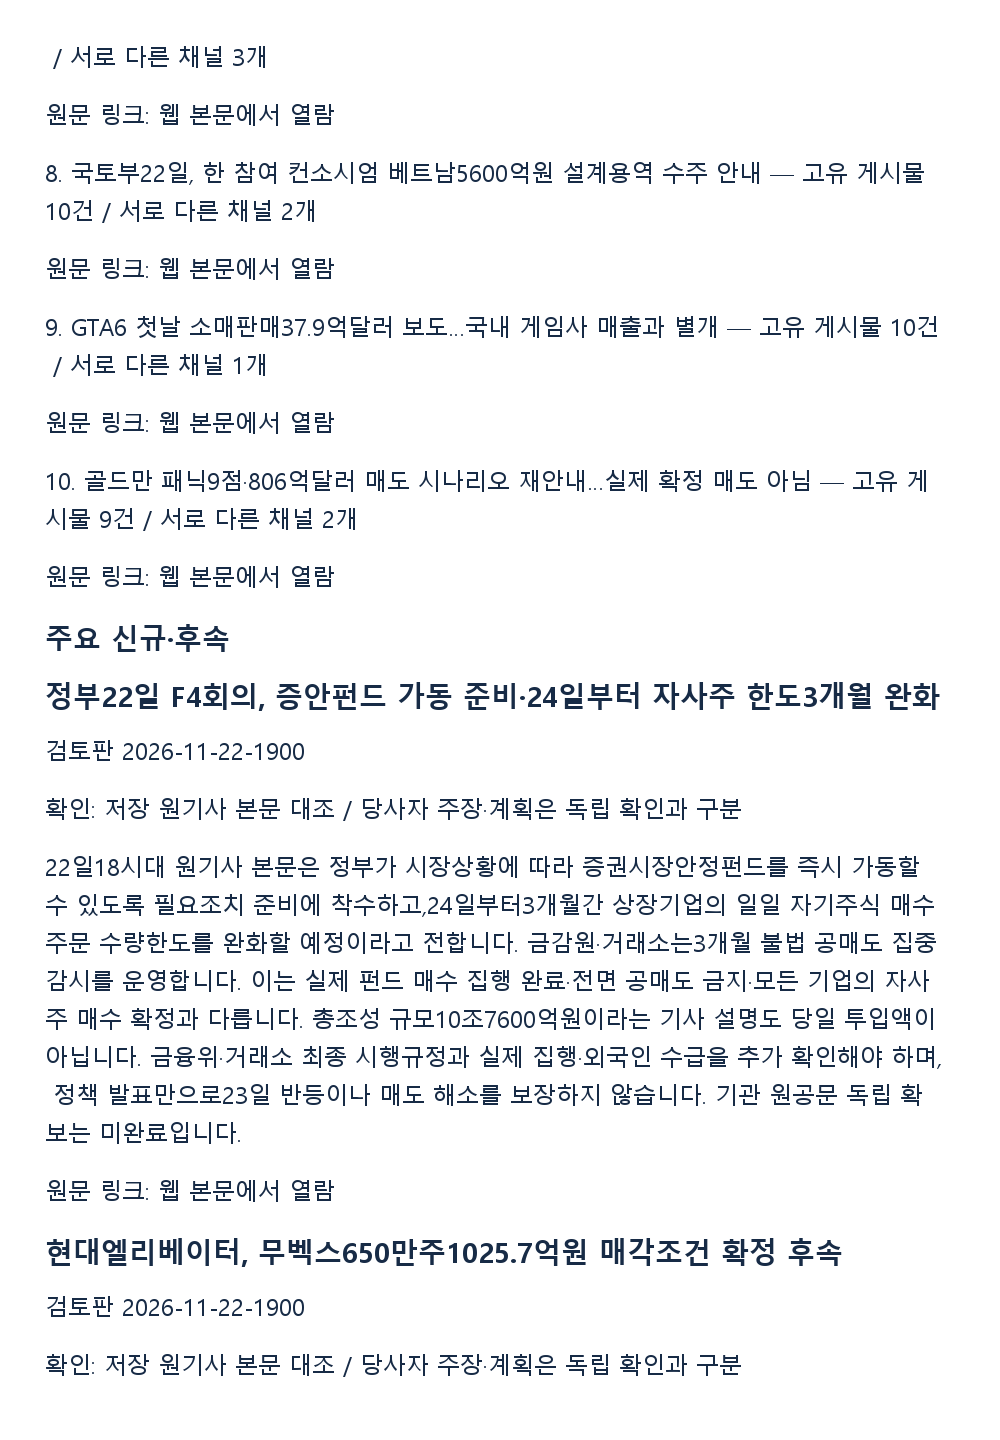 / 서로 다른 채널 3개
원문 링크: 웹 본문에서 열람
8. 국토부22일, 한 참여 컨소시엄 베트남5600억원 설계용역 수주 안내 — 고유 게시물
10건 / 서로 다른 채널 2개
원문 링크: 웹 본문에서 열람
9. GTA6 첫날 소매판매37.9억달러 보도…국내 게임사 매출과 별개 — 고유 게시물 10건
/ 서로 다른 채널 1개
원문 링크: 웹 본문에서 열람
10. 골드만 패닉9점·806억달러 매도 시나리오 재안내…실제 확정 매도 아님 — 고유 게
시물 9건 / 서로 다른 채널 2개
원문 링크: 웹 본문에서 열람
주요 신규·후속
정부22일 F4회의, 증안펀드 가동 준비·24일부터 자사주 한도3개월 완화
검토판 2026-11-22-1900
확인: 저장 원기사 본문 대조 / 당사자 주장·계획은 독립 확인과 구분
22일18시대 원기사 본문은 정부가 시장상황에 따라 증권시장안정펀드를 즉시 가동할
수 있도록 필요조치 준비에 착수하고,24일부터3개월간 상장기업의 일일 자기주식 매수
주문 수량한도를 완화할 예정이라고 전합니다. 금감원·거래소는3개월 불법 공매도 집중
감시를 운영합니다. 이는 실제 펀드 매수 집행 완료·전면 공매도 금지·모든 기업의 자사
주 매수 확정과 다릅니다. 총조성 규모10조7600억원이라는 기사 설명도 당일 투입액이
아닙니다. 금융위·거래소 최종 시행규정과 실제 집행·외국인 수급을 추가 확인해야 하며,
정책 발표만으로23일 반등이나 매도 해소를 보장하지 않습니다. 기관 원공문 독립 확
보는 미완료입니다.
원문 링크: 웹 본문에서 열람
현대엘리베이터, 무벡스650만주1025.7억원 매각조건 확정 후속
검토판 2026-11-22-1900
확인: 저장 원기사 본문 대조 / 당사자 주장·계획은 독립 확인과 구분